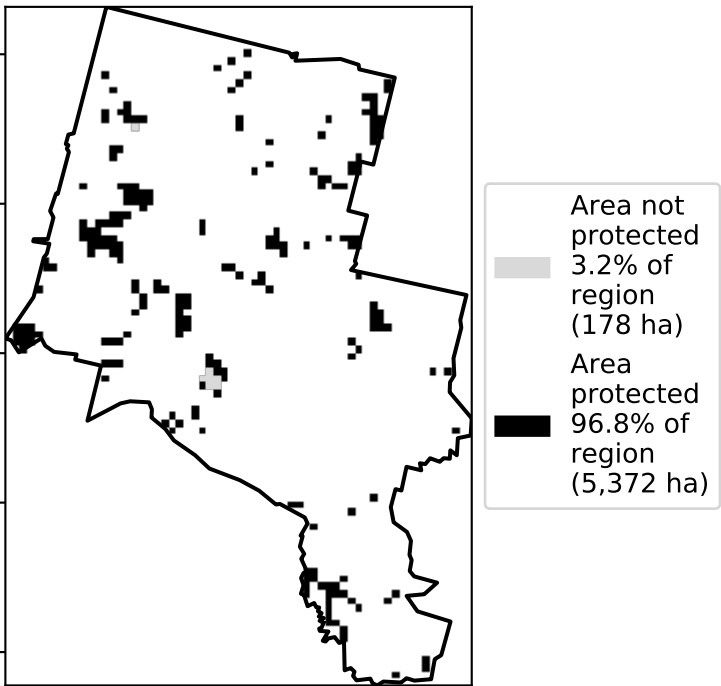 Area not
protected
3.2% of
region
(178 ha)
Area
protected
96.8% of
region
(5,372 ha)